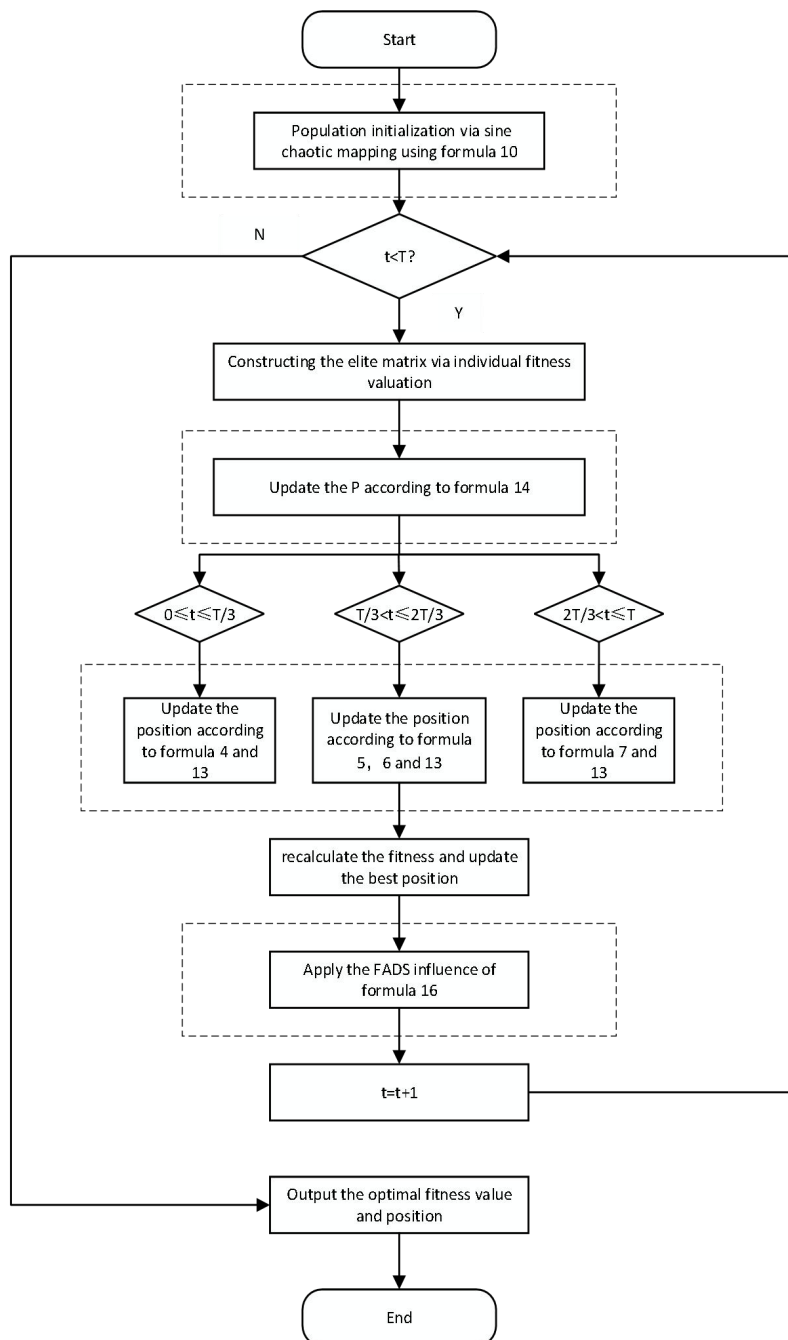 Start
Population initialization via sine
chaotic mapping using formula 10
N
t<T?
Y
Constructing the elite matrix via individual fitness
valuation
Update the P according to formula 14
0≤t≤T/3
T/3<t≤2T/3
2T/3<t≤T
Update the
position according
to formula 4 and
13
Update the position
according to formula
5，6 and 13
Update the
position according
to formula 7 and
13
recalculate the fitness and update
the best position
Apply the FADS influence of
formula 16
t=t+1
Output the optimal fitness value
and position
End